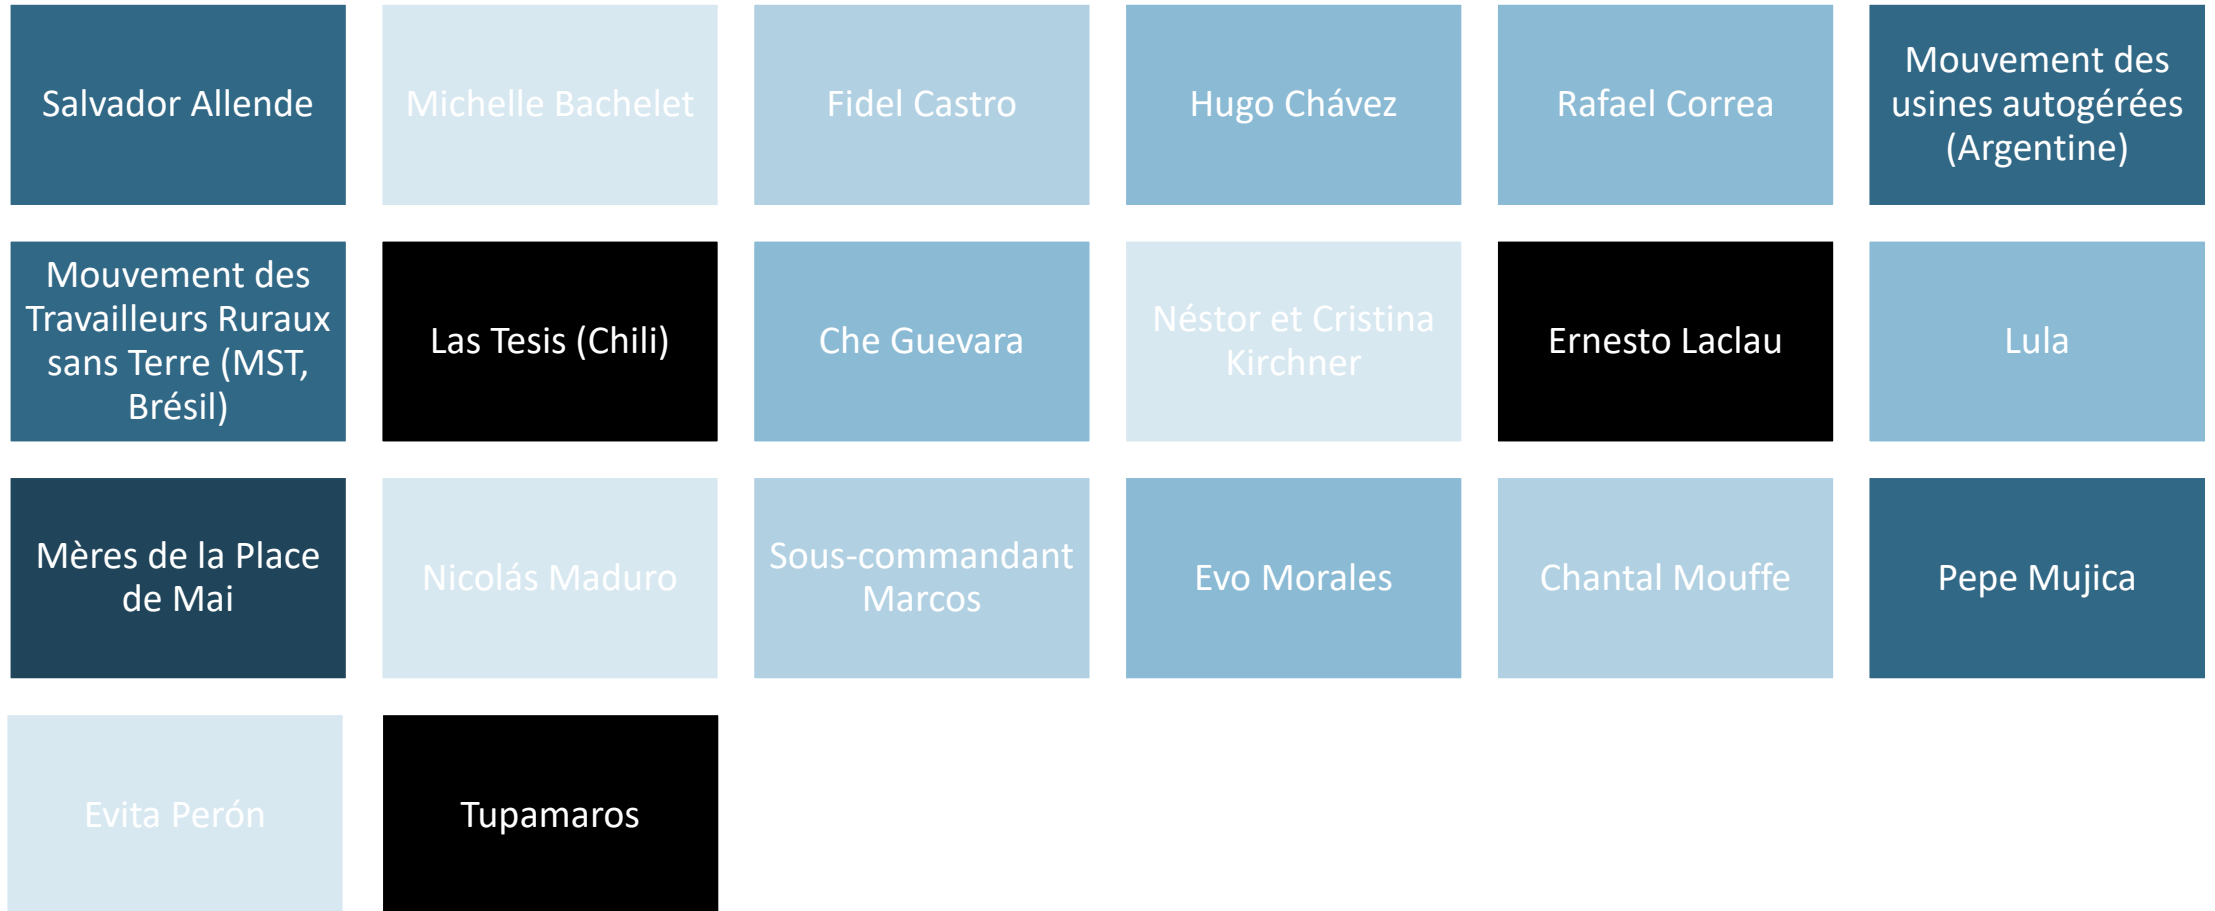 Salvador Allende
Michelle Bachelet
Fidel Castro
Hugo Chávez
Rafael Correa
Mouvement des
usines autogérées
(Argentine)
Mouvement des
Travailleurs Ruraux
sans Terre (MST,
Brésil)
Las Tesis (Chili)
Che Guevara
Néstor et Cristina
Kirchner
Ernesto Laclau
Lula
Mères de la Place
de Mai
Nicolás Maduro
Sous-commandant
Marcos
Evo Morales
Chantal Mouffe
Pepe Mujica
Evita Perón
Tupamaros